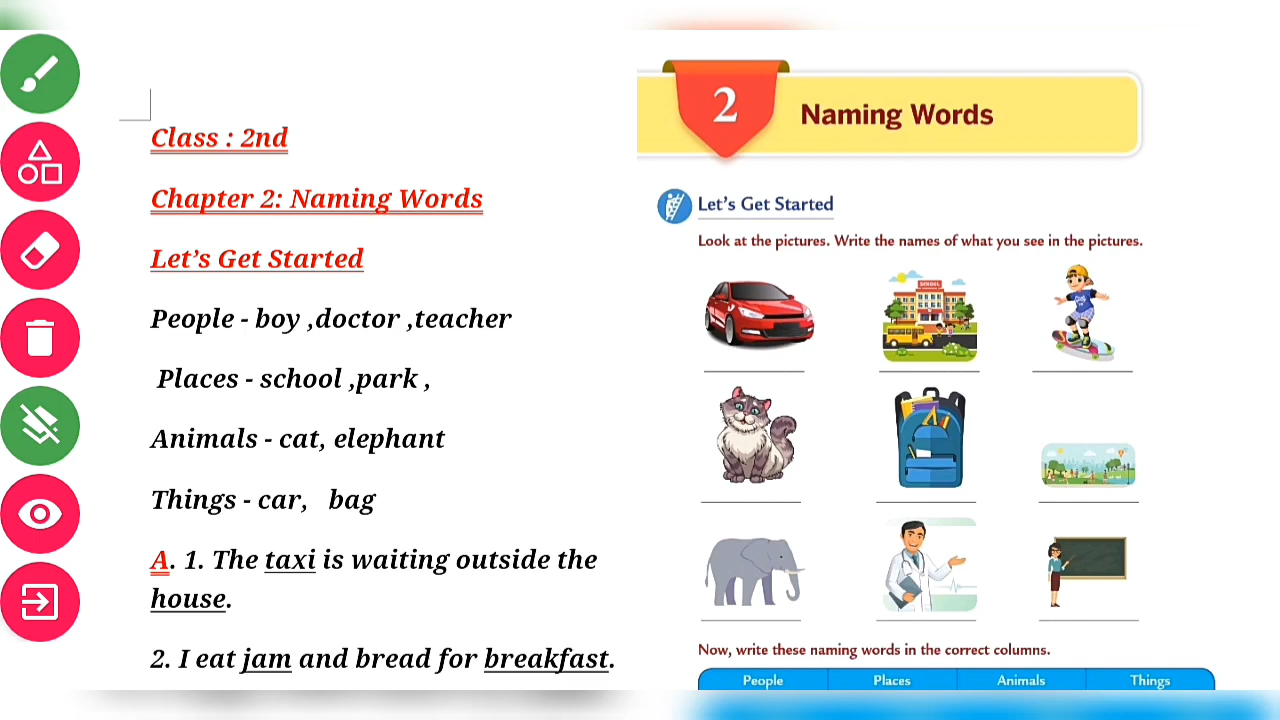 Class : 2nd
Chapter 2: Naming Words
Let's Get Started
People - boy ,doctor ,teacher
Places - school ,park ,
Animals - cat, elephant
Things - car, bag
A. 1. The taxi is waiting outside the
house.
2. I eat jam and bread for breakfast.
2
Naming Words
Let's Get Started
Look at the pictures. Write the names of what you see in the pictures.
SCHOOL
Now, write these naming words in the correct columns.
People Places Animals Things